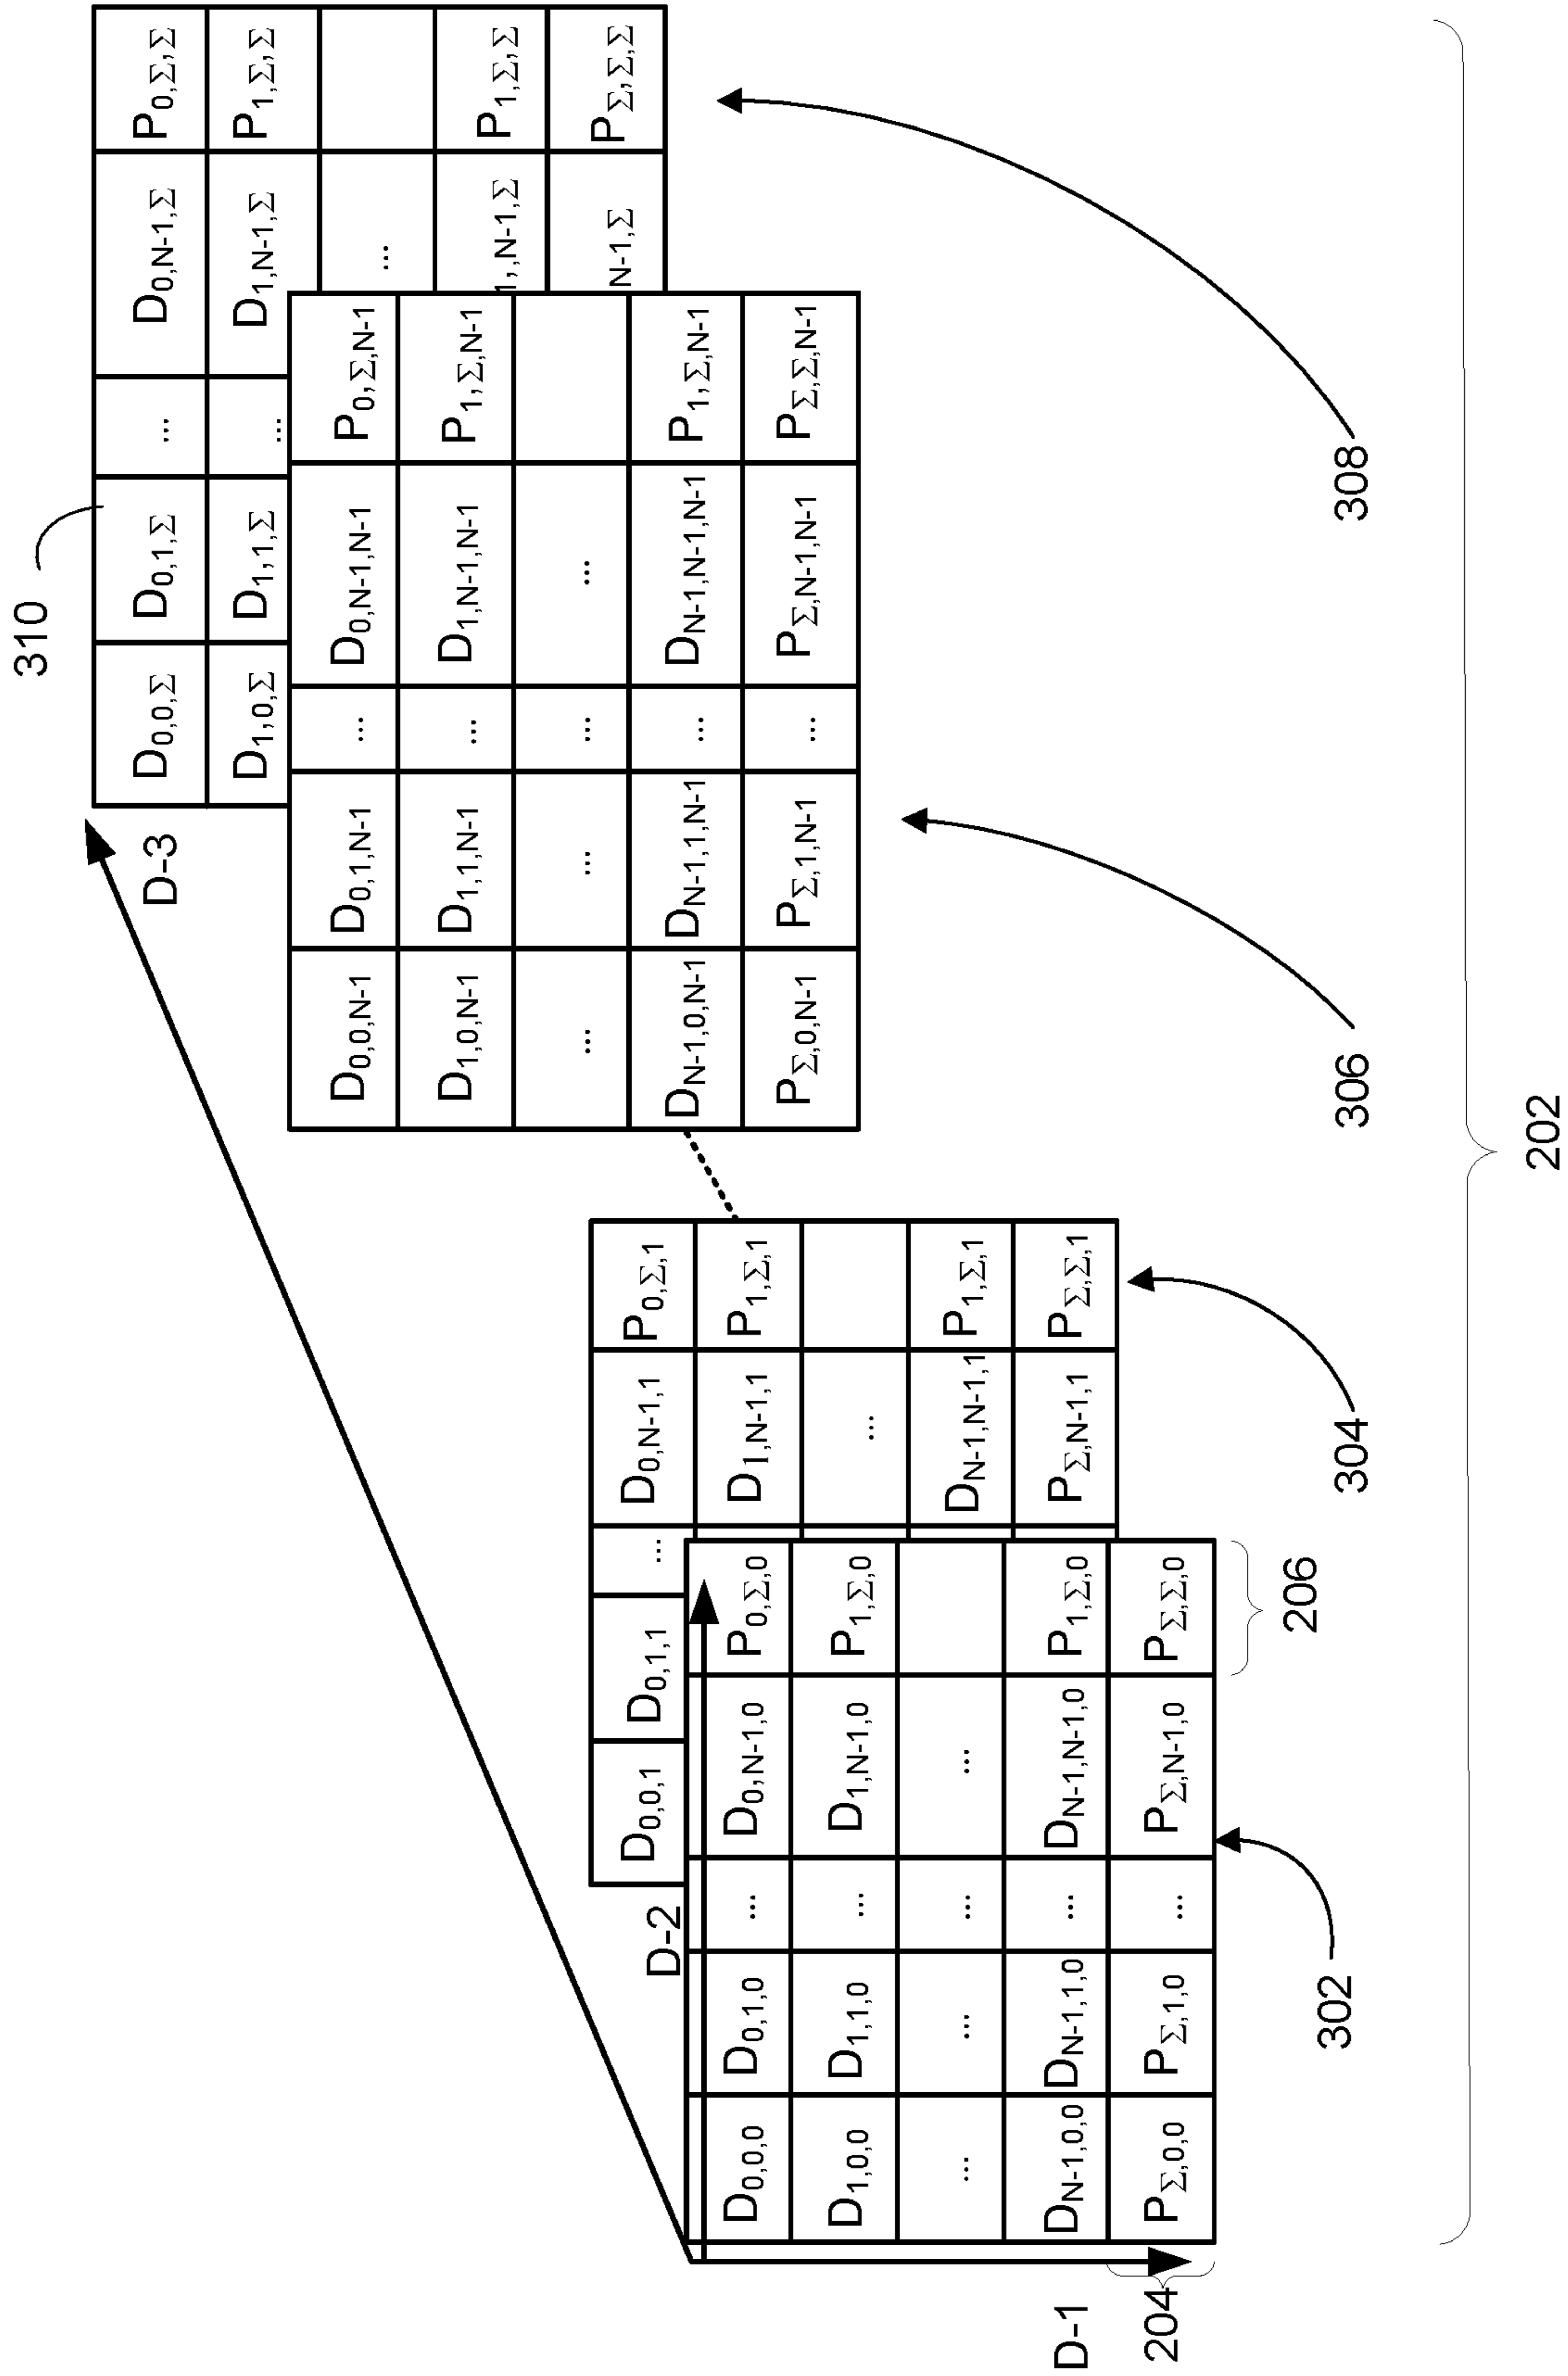 310
D0,0,Σ D0,1,Σ ... D0,N-1,Σ P0,Σ,Σ
D-3
D1,0,Σ D1,1,Σ ... D1,N-1,Σ P1,Σ,Σ
...
1,,N-1,Σ P1,Σ,Σ
N-1,Σ PΣ,Σ,Σ
D0,0,N-1 D0,1,N-1 ... D0,N-1,N-1 P0,Σ,N-1
D1,0,N-1 D1,1,N-1 ... D1,N-1,N-1 P1,Σ,N-1
... ... ... ...
DN-1,0,N-1 DN-1,1,N-1 ... DN-1,N-1,N-1 P1,Σ,N-1
PΣ,0,N-1 PΣ,1,N-1 ... PΣ,N-1,N-1 PΣ,Σ,N-1
D0,0,1 D0,1,1 ... D0,N-1,1 P0,Σ,1
D1,N-1,1 P1,Σ,1
...
DN-1,N-1,1 P1,Σ,1
PΣ,N-1,1 PΣ,Σ,1
D-2
D0,0,0 D0,1,0 ... D0,N-1,0 P0,Σ,0
D1,0,0 D1,1,0 ... D1,N-1,0 P1,Σ,0
... ... ... ...
DN-1,0,0 DN-1,1,0 ... DN-1,N-1,0 P1,Σ,0
PΣ,0,0 PΣ,1,0 ... PΣ,N-1,0 PΣ,Σ,0
D-1
204
206
302
304
306
308
202